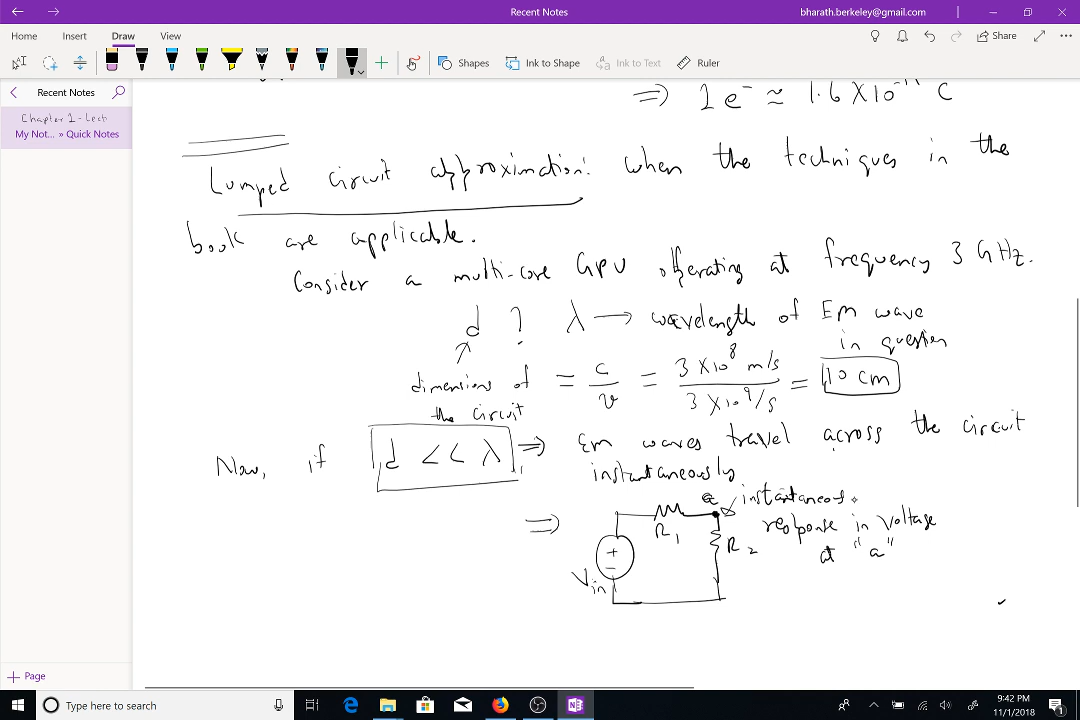 Recent Notes
bharath.berkeley@gmail.com
Home Insert Draw View
Share
Shapes Ink to Shape Ink to Text Ruler
Recent Notes
Chapter 1 - Lect
My Not... » Quick Notes
⇒ 1 e⁻ ≈ 1.6 X 10 C
Lumped circuit approximation: when the techniques in the
book are applicable.
Consider a multi-core GPU operating at frequency 3 GHz.
d ? λ → wavelength of Em wave
in question
dimensions of
the circuit
= c/ν = 3 X 10⁸ m/s / 3 X 10⁹/s = 10 cm
Now, if d << λ ⇒ Em waves travel across the circuit
instantaneously
⇒ Vin + − R1 a R2
instantaneous
response in voltage
at "a"
Page
Type here to search
9:42 PM
11/1/2018
1